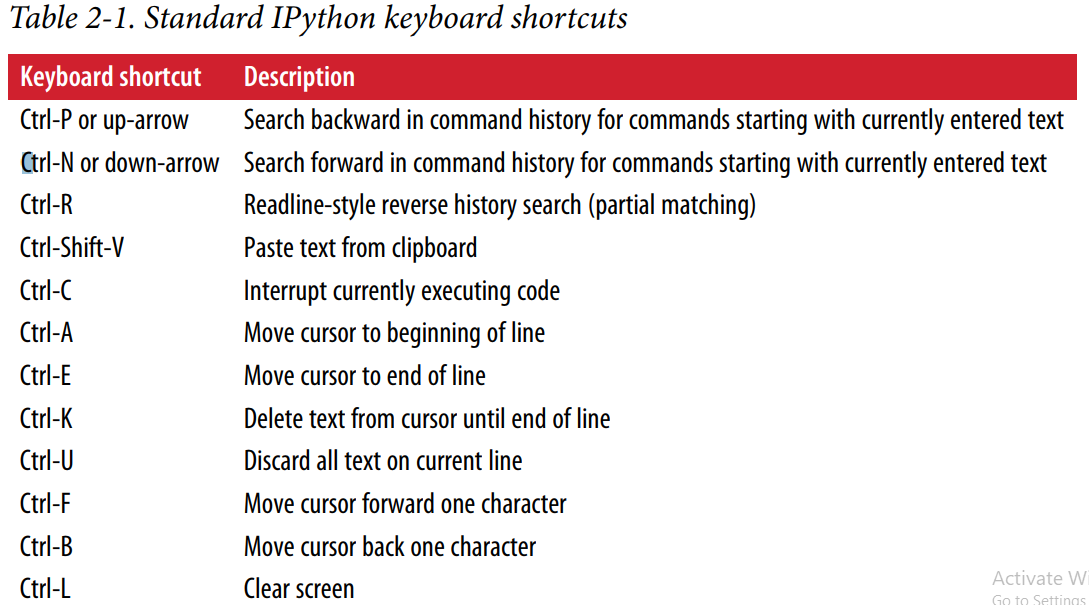 Table 2-1. Standard IPython keyboard shortcuts
Keyboard shortcut Description
Ctrl-P or up-arrow Search backward in command history for commands starting with currently entered text
Ctrl-N or down-arrow Search forward in command history for commands starting with currently entered text
Ctrl-R Readline-style reverse history search (partial matching)
Ctrl-Shift-V Paste text from clipboard
Ctrl-C Interrupt currently executing code
Ctrl-A Move cursor to beginning of line
Ctrl-E Move cursor to end of line
Ctrl-K Delete text from cursor until end of line
Ctrl-U Discard all text on current line
Ctrl-F Move cursor forward one character
Ctrl-B Move cursor back one character
Ctrl-L Clear screen
Activate Wi
Go to Settings